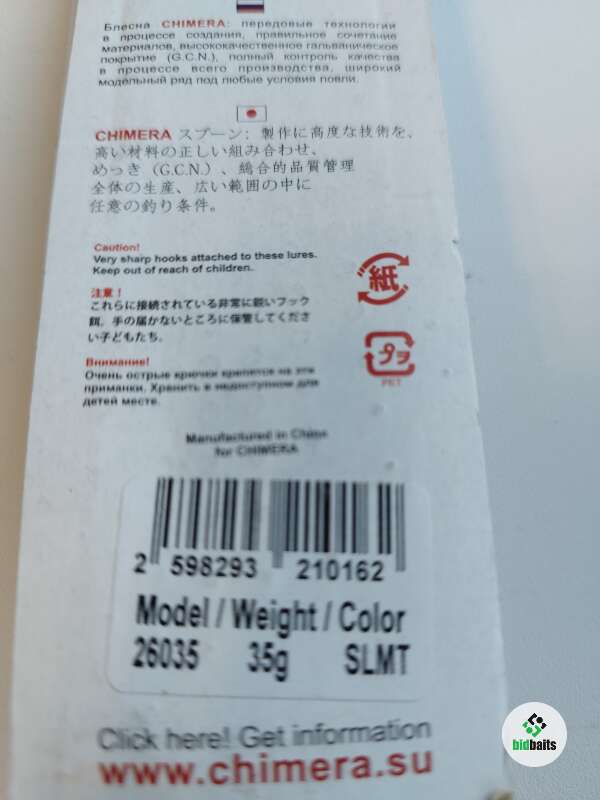 Блесна CHIMERA: передовые технологии
в процессе создания, правильное сочетание
материалов, высококачественное гальваническое
покрытие (G.C.N.), полный контроль качества
в процессе всего производства, широкий
модельный ряд под любые условия ловли.
CHIMERA スプーン: 製作に高度な技術を、
高い材料の正しい組み合わせ、
めっき (G.C.N.) 、総合的品質管理
全体の生産、広い範囲の中に
任意の釣り条件。
Caution!
Very sharp hooks attached to these lures.
Keep out of reach of children.
注意!
これらに接続されている非常に鋭いフック
餌。手の届かないところに保管してくださ
い子どもたち。
紙
Внимание!
Очень острые крючки крепятся на эти
приманки. Хранить в недоступном для
детей месте.
プラ
PET
Manufactured in China
for CHIMERA
2 598293 210162
Model / Weight / Color
26035 35g SLMT
Click here! Get information
www.chimera.su
bidbaits